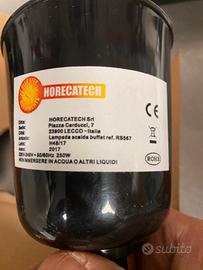 HORECATECH
HORECATECH Srl
Piazza Carducci, 7
23900 LECCO - Italia
Lampada scalda buffet ref. RS567
H48/17
2017
220-240V - 50/60Hz 250W
NON IMMERGERE IN ACQUA O ALTRI LIQUIDI
CE
ROHS
subito